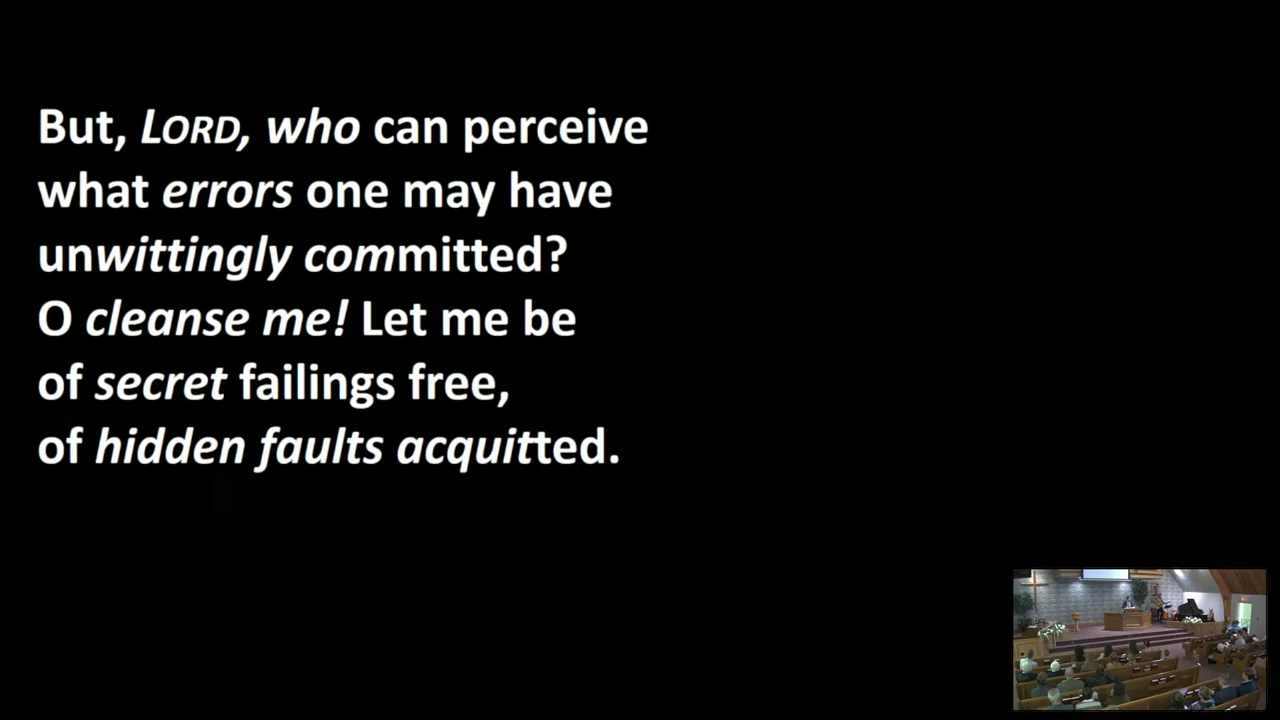 But, LORD, who can perceive
what errors one may have
unwittingly committed?
O cleanse me! Let me be
of secret failings free,
of hidden faults acquitted.